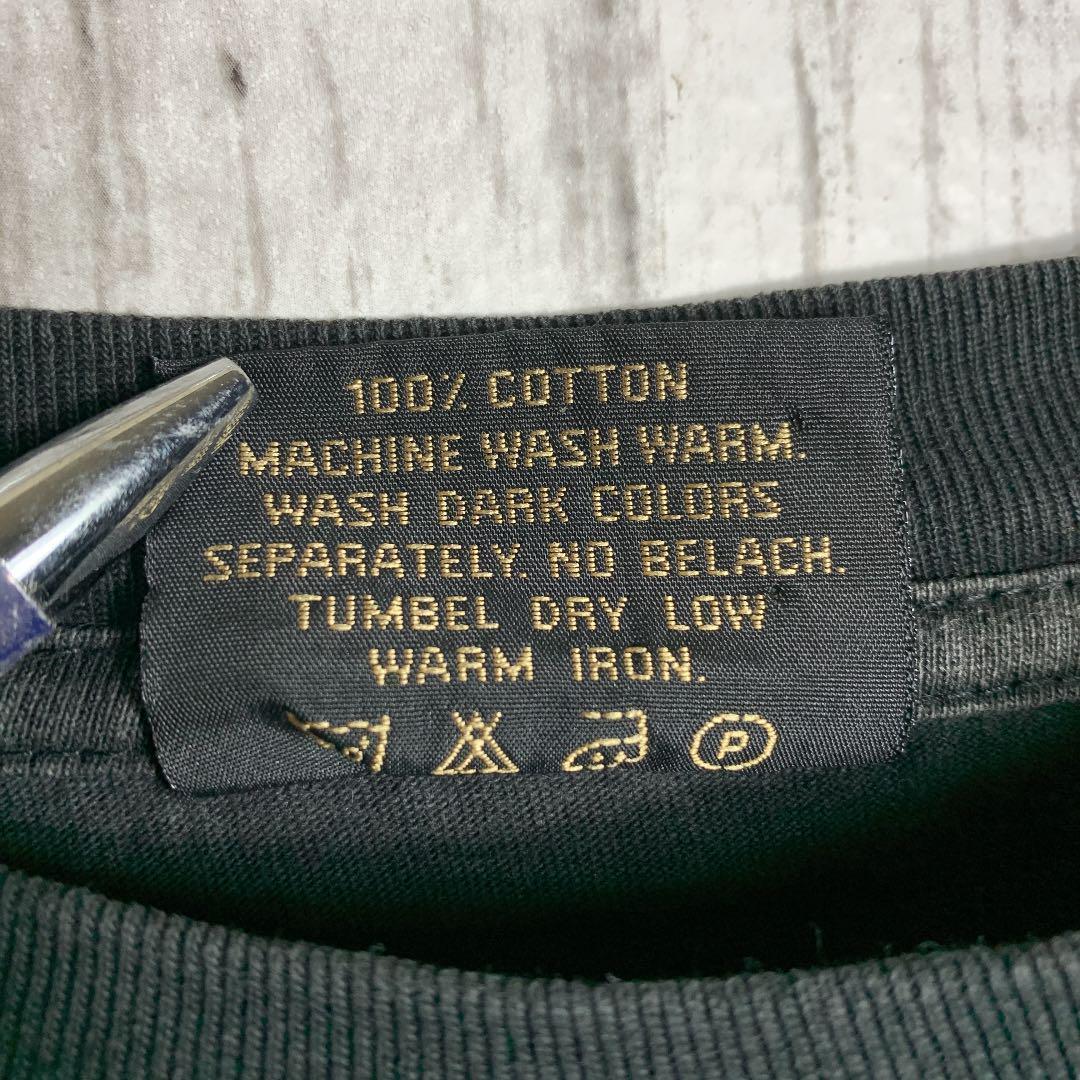 100% COTTON
MACHINE WASH WARM.
WASH DARK COLORS
SEPARATELY. NO BELACH.
TUMBEL DRY LOW
WARM IRON.
P